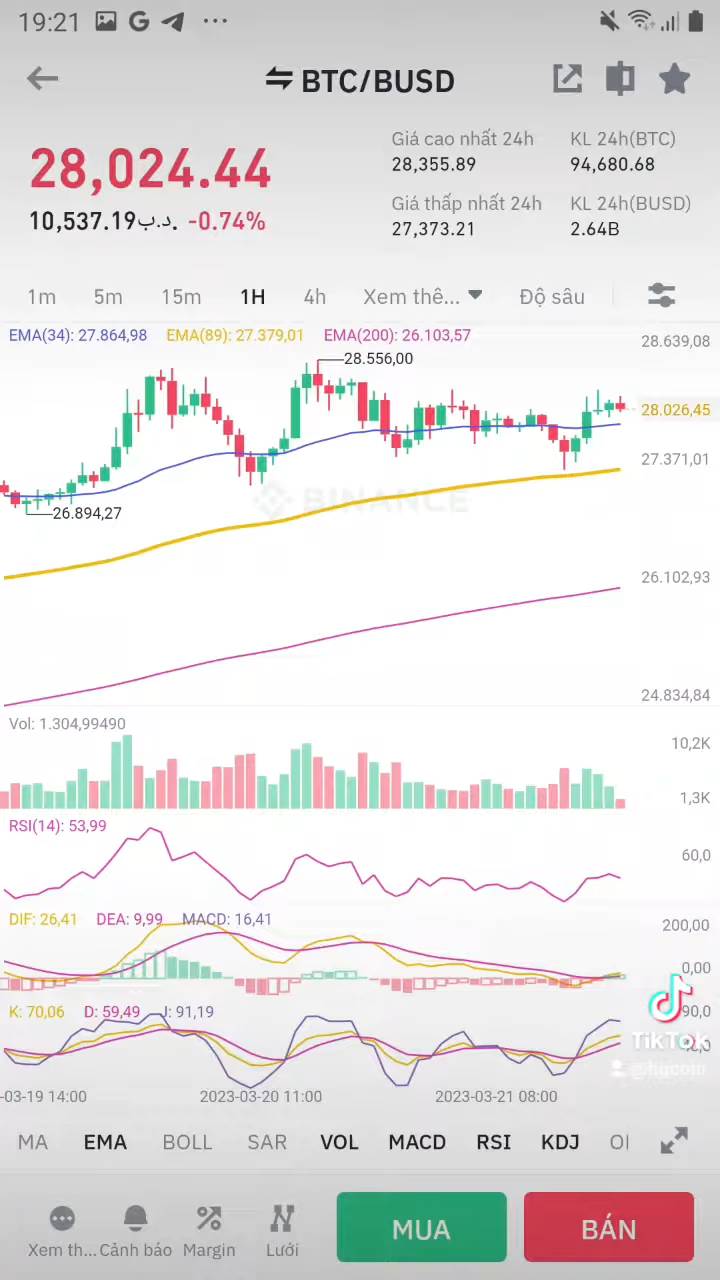 19:21
BTC/BUSD
28,024.44
10,537.19د.ب. -0.74%
Giá cao nhất 24h
28,355.89
KL 24h(BTC)
94,680.68
Giá thấp nhất 24h
27,373.21
KL 24h(BUSD)
2.64B
1m 5m 15m 1H 4h Xem thê... Độ sâu
EMA(34): 27.864,98 EMA(89): 27.379,01 EMA(200): 26.103,57
28.639,08
28.556,00
28.026,45
27.371,01
BINANCE
26.894,27
26.102,93
24.834,84
Vol: 1.304,99490
10,2K
1,3K
RSI(14): 53,99
60,0
DIF: 26,41 DEA: 9,99 MACD: 16,41
200,00
0,00
K: 70,06 D: 59,49 J: 91,19
90,0
TikTok
@hycoin
-03-19 14:00 2023-03-20 11:00 2023-03-21 08:00
MA EMA BOLL SAR VOL MACD RSI KDJ
Xem th... Cảnh báo Margin Lưới
MUA
BÁN